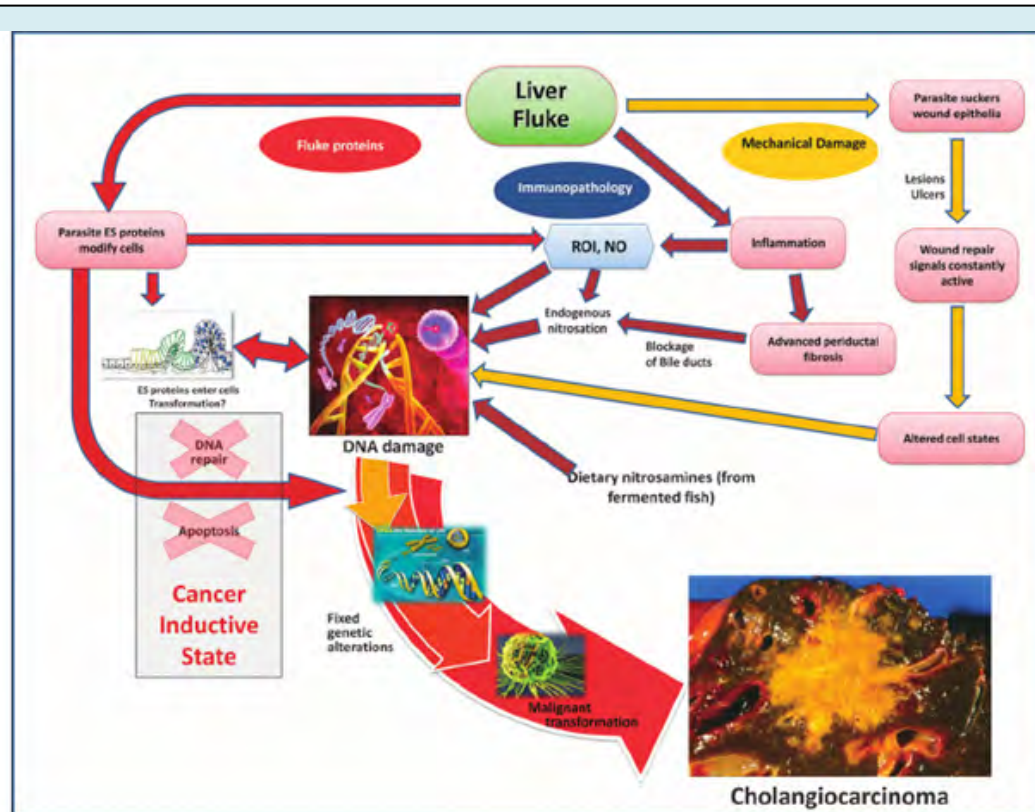 Liver
Fluke
Fluke proteins
Mechanical Damage
Parasite suckers
wound epithelia
Immunopathology
Lesions
Ulcers
Parasite ES proteins
modify cells
ROI, NO
Inflammation
Wound repair
signals constantly
active
Endogenous
nitrosation
Blockage
of Bile ducts
Advanced periductal
fibrosis
ES proteins enter cells
Transformation?
DNA damage
Altered cell states
DNA
repair
Dietary nitrosamines (from
fermented fish)
Apoptosis
Cancer
Inductive
State
Fixed
genetic
alterations
Malignant
transformation
Cholangiocarcinoma